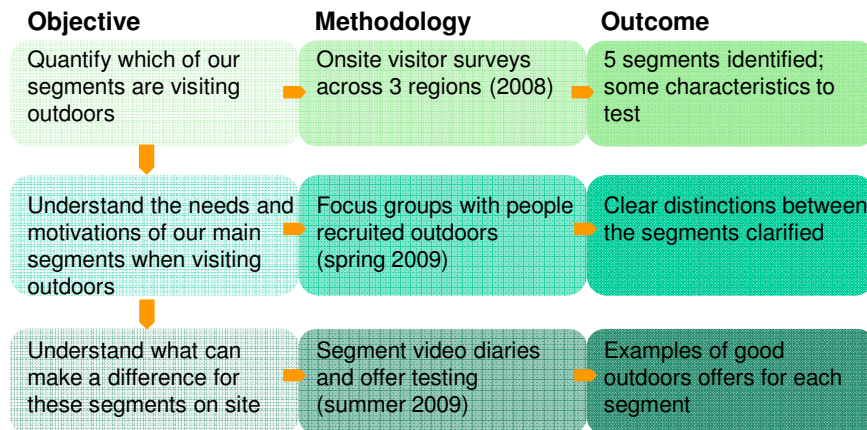 Objective Methodology Outcome
Quantify which of our
segments are visiting
outdoors
Onsite visitor surveys
across 3 regions (2008)
5 segments identified;
some characteristics to
test
Understand the needs and
motivations of our main
segments when visiting
outdoors
Focus groups with people
recruited outdoors
(spring 2009)
Clear distinctions between
the segments clarified
Understand what can
make a difference for
these segments on site
Segment video diaries
and offer testing
(summer 2009)
Examples of good
outdoors offers for each
segment